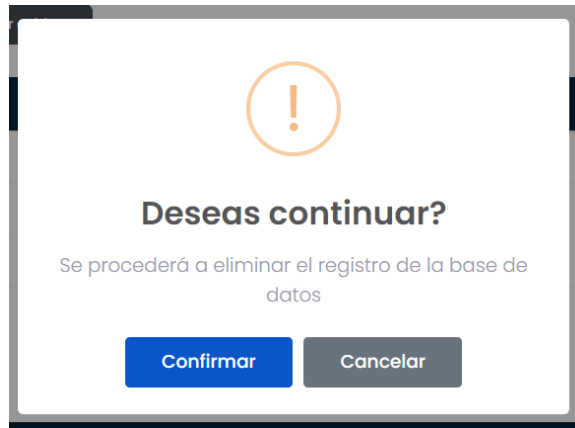 Deseas continuar?
Se procederá a eliminar el registro de la base de
datos
Confirmar
Cancelar